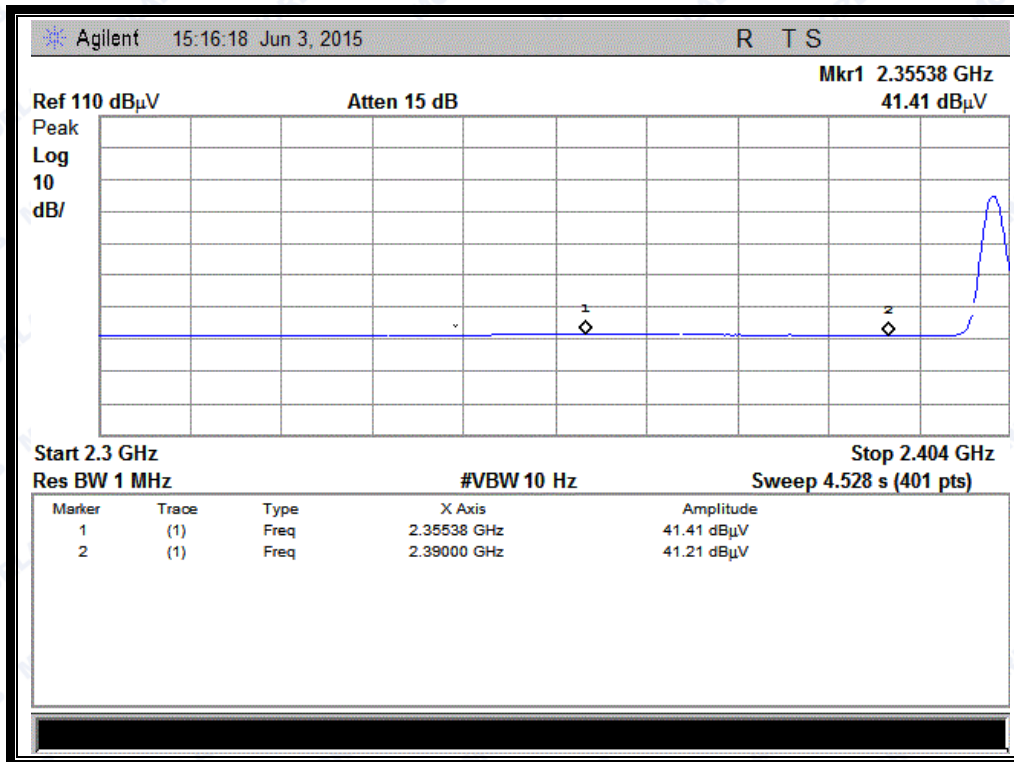 Agilent 15:16:18 Jun 3, 2015 R T S
Mkr1 2.35538 GHz
Ref 110 dBµV Atten 15 dB 41.41 dBµV
Peak
Log
10
dB/
1
2
Start 2.3 GHz Stop 2.404 GHz
Res BW 1 MHz #VBW 10 Hz Sweep 4.528 s (401 pts)
Marker Trace Type X Axis Amplitude
1 (1) Freq 2.35538 GHz 41.41 dBµV
2 (1) Freq 2.39000 GHz 41.21 dBµV